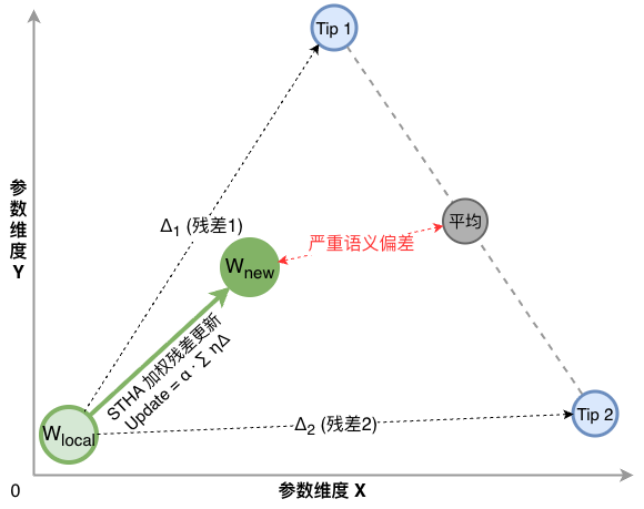 Tip 1
参数维度 Y
Δ₁ (残差1)
平均
严重语义偏差
Wnew
STHA 加权残差更新
Update = α · ∑ ηΔ
Wlocal
Δ₂ (残差2)
Tip 2
0
参数维度 X